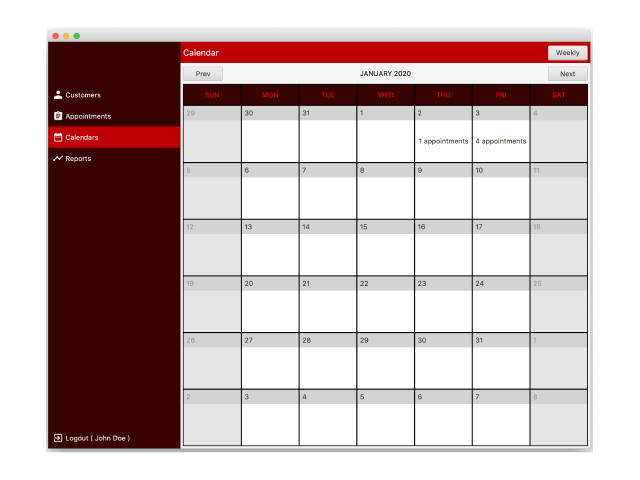 Calendar
Weekly
Prev
JANUARY 2020
Next
Customers
Appointments
Calendars
Reports
Logout ( John Doe )
SUN MON TUE WED THU FRI SAT
29 30 31 1 2 3 4
1 appointments 4 appointments
5 6 7 8 9 10 11
12 13 14 15 16 17 18
19 20 21 22 23 24 25
26 27 28 29 30 31 1
2 3 4 5 6 7 8